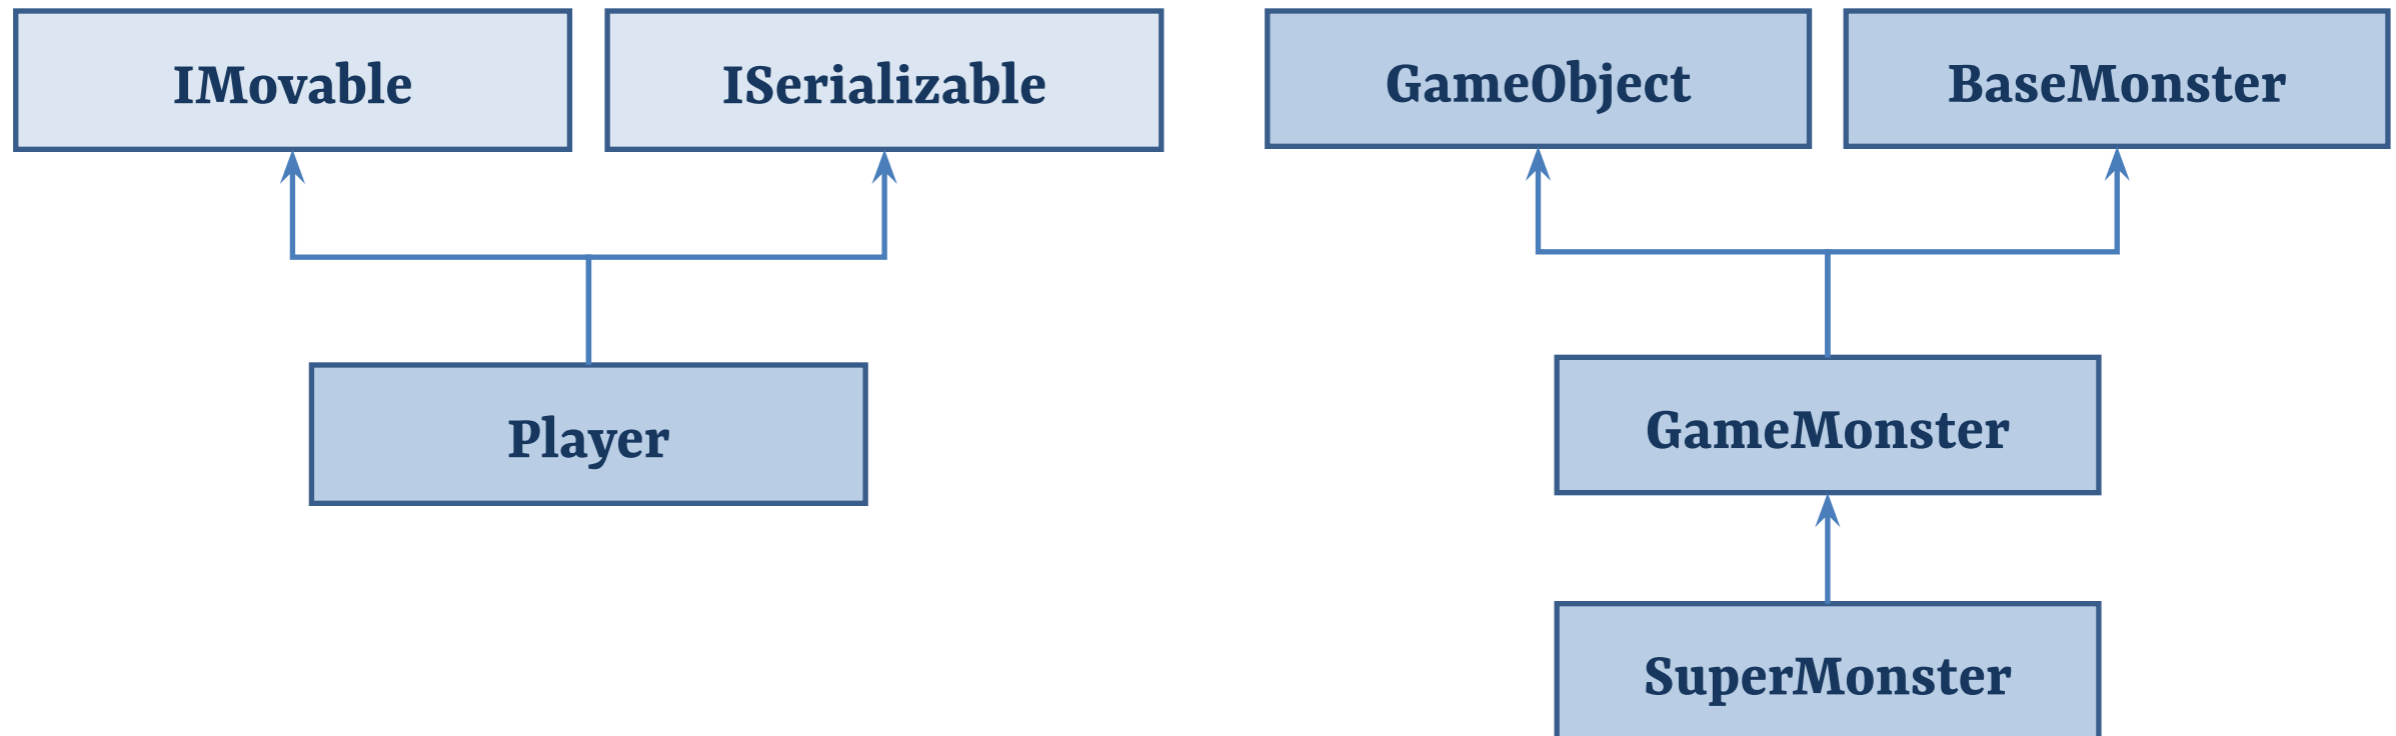 IMovable
ISerializable
GameObject
BaseMonster
Player
GameMonster
SuperMonster